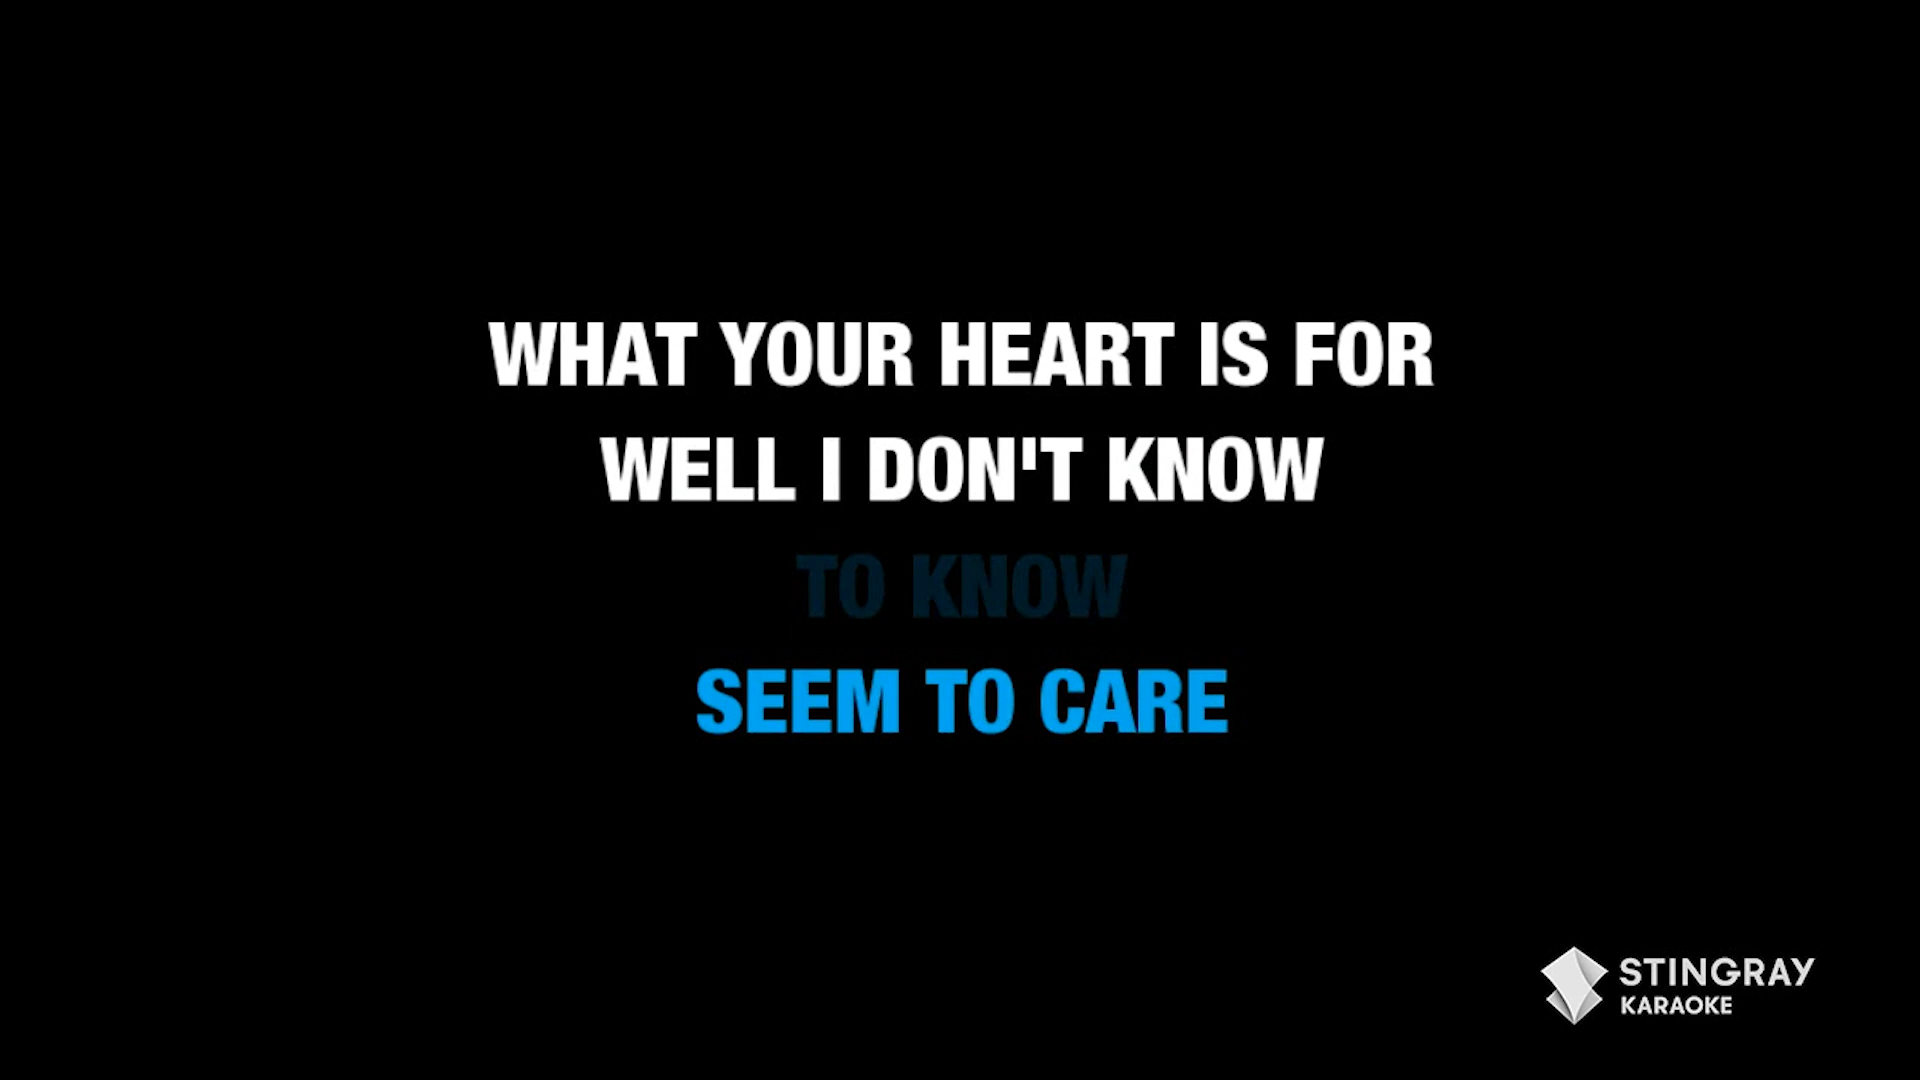 WHAT YOUR HEART IS FOR
WELL I DON'T KNOW
TO KNOW
SEEM TO CARE
STINGRAY
KARAOKE